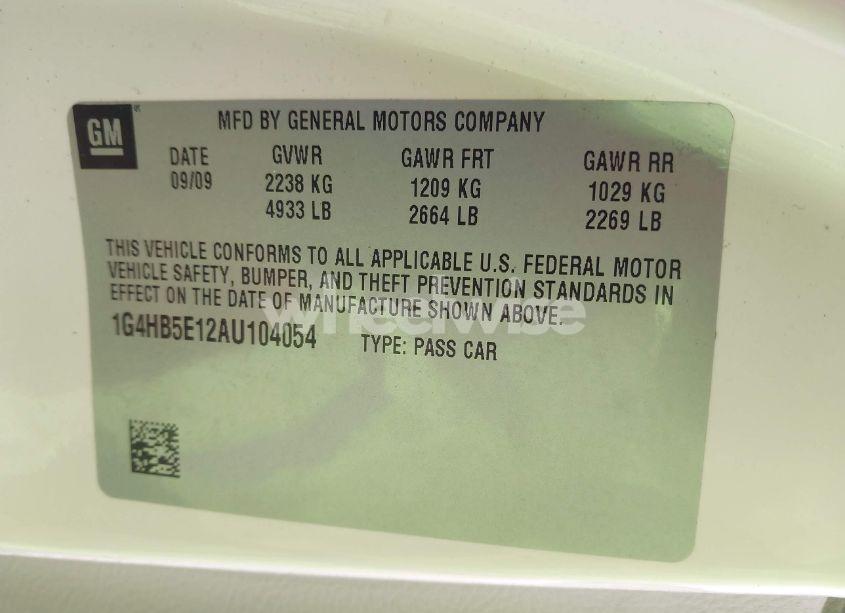 GM
MFD BY GENERAL MOTORS COMPANY
DATE GVWR GAWR FRT GAWR RR
09/09 2238 KG 1209 KG 1029 KG
4933 LB 2664 LB 2269 LB
THIS VEHICLE CONFORMS TO ALL APPLICABLE U.S. FEDERAL MOTOR
VEHICLE SAFETY, BUMPER, AND THEFT PREVENTION STANDARDS IN
EFFECT ON THE DATE OF MANUFACTURE SHOWN ABOVE.
1G4HB5E12AU104054 TYPE: PASS CAR
wheelwise